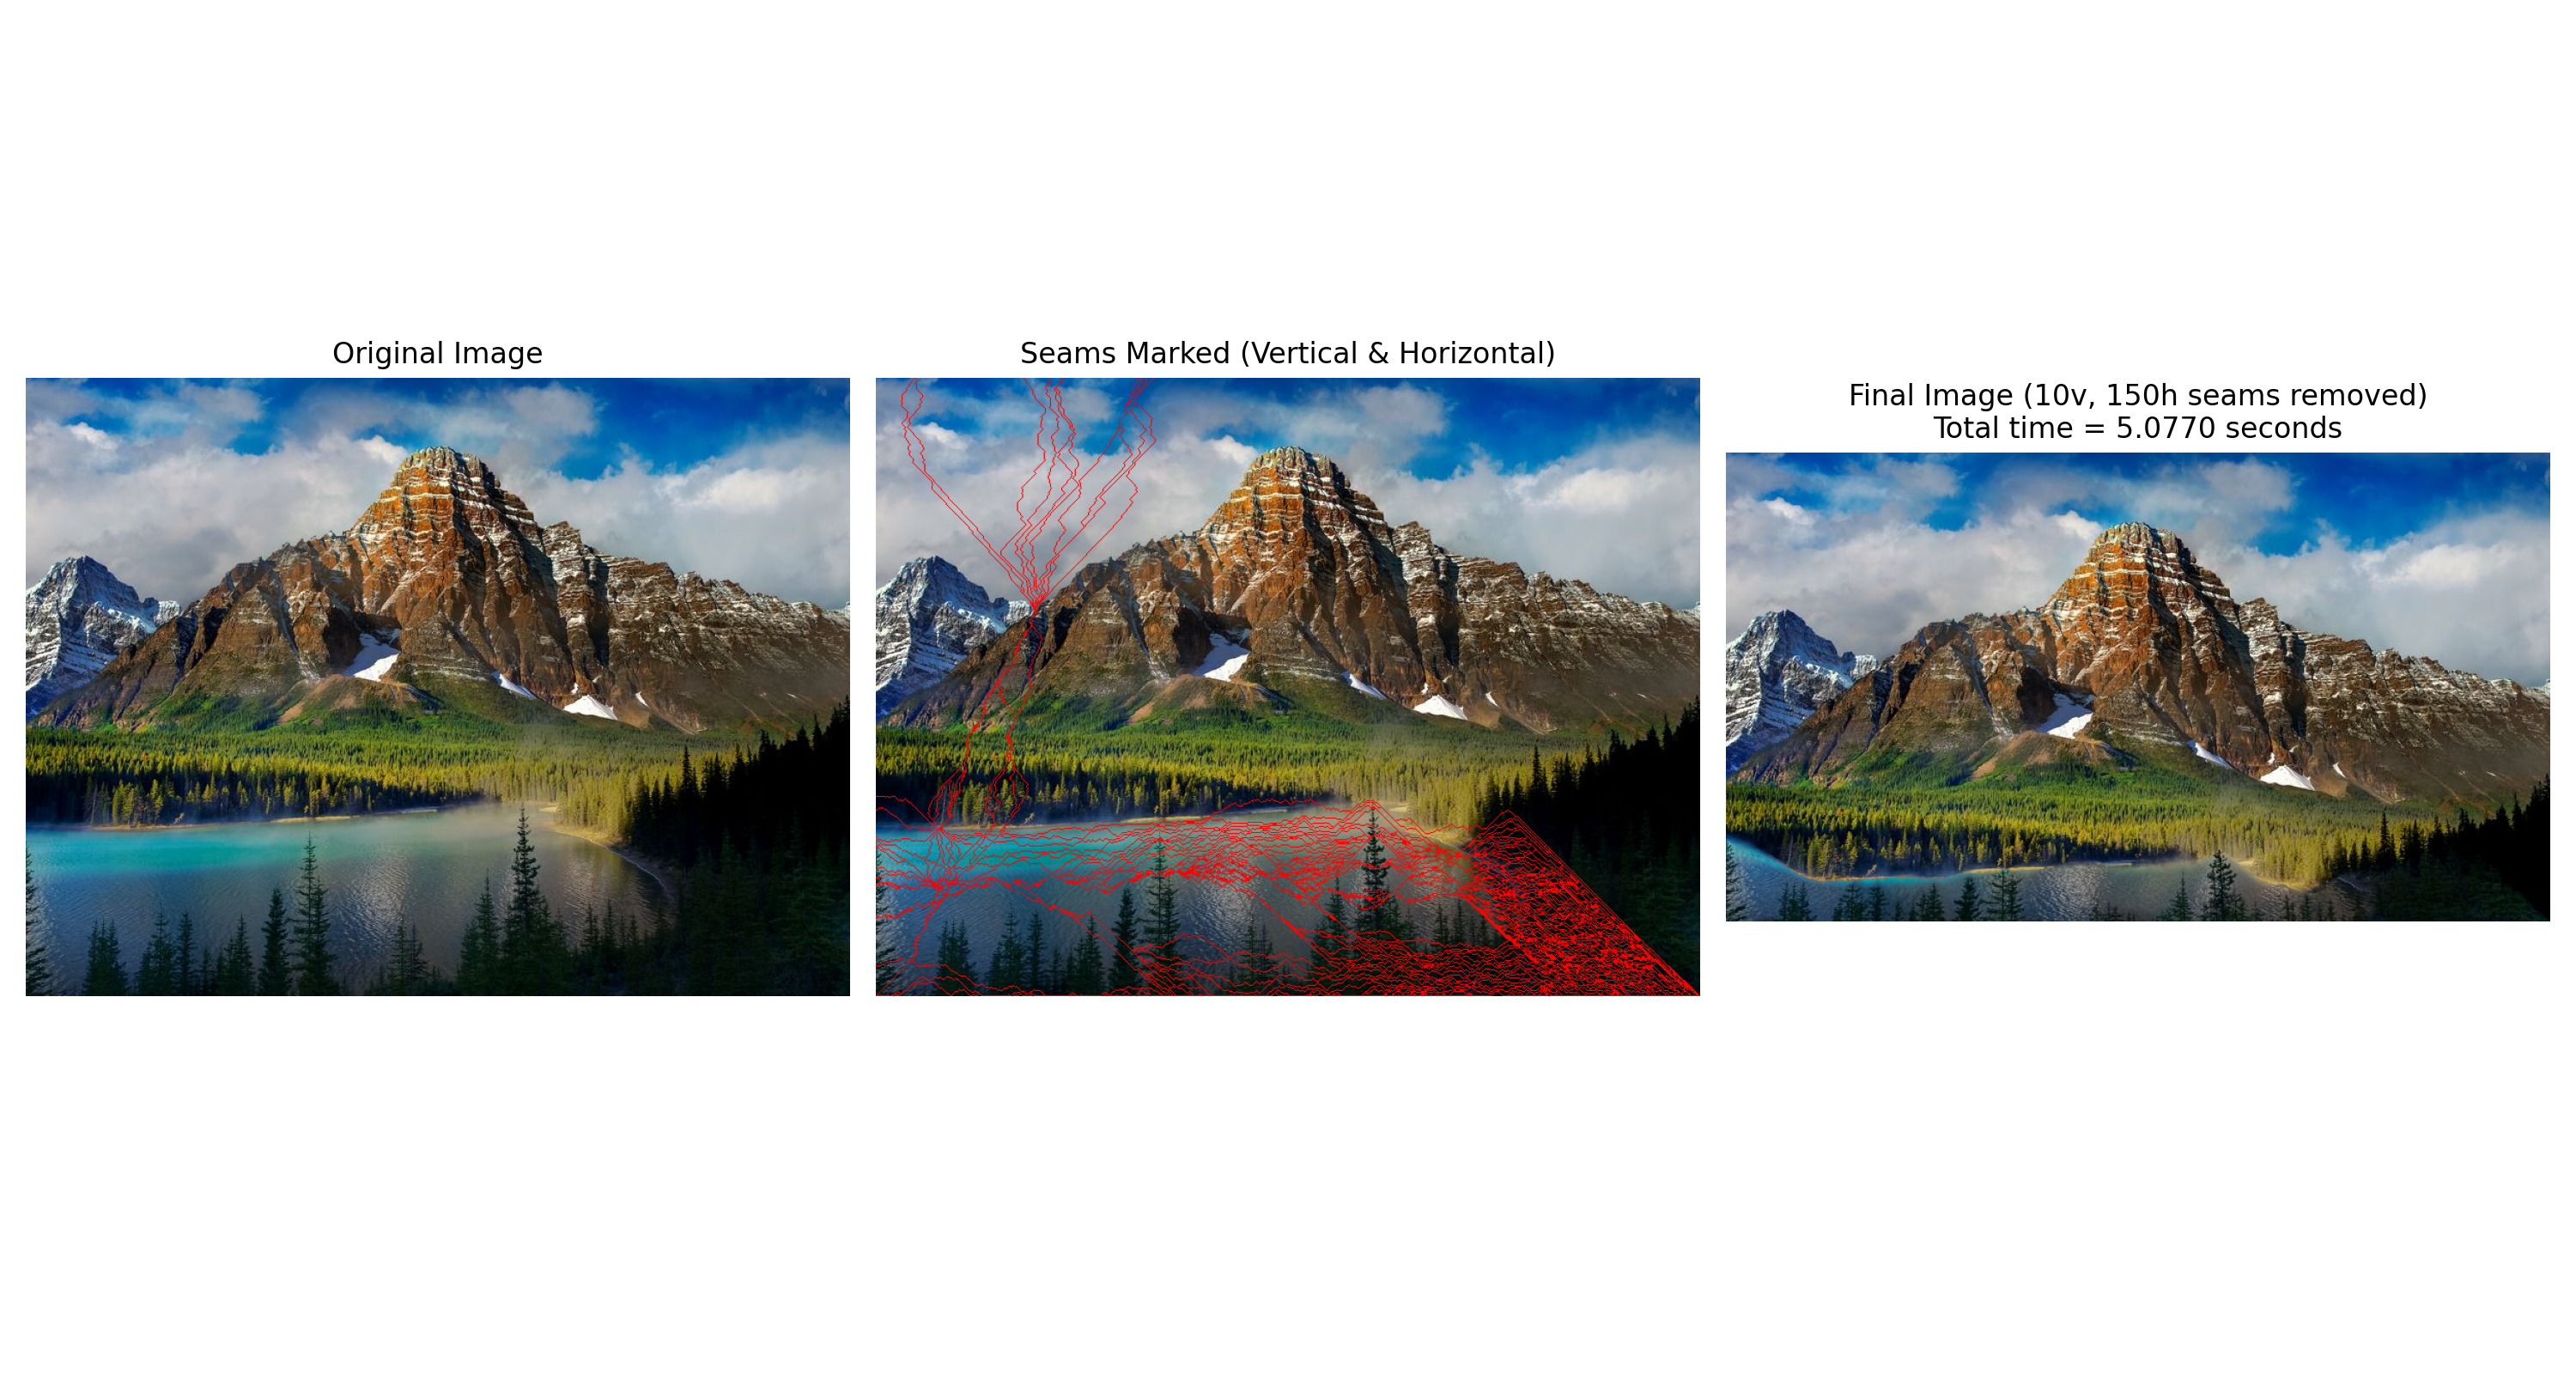 Original Image
Seams Marked (Vertical & Horizontal)
Final Image (10v, 150h seams removed)
Total time = 5.0770 seconds